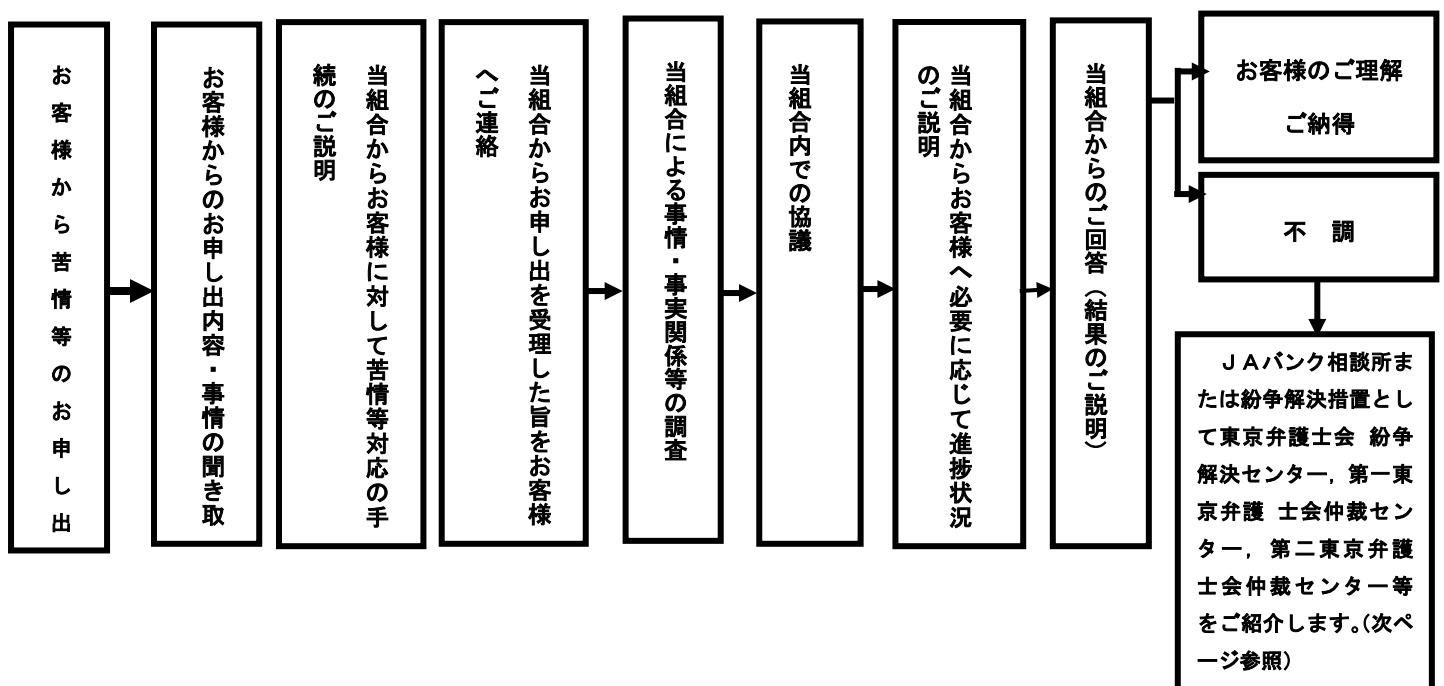 お客様から苦情等のお申し出
お客様からのお申し出内容・事情の聞き取
当組合からお客様に対して苦情等対応の手
続のご説明
当組合からお申し出を受理した旨をお客様
へご連絡
当組合による事情・事実関係等の調査
当組合内での協議
当組合からお客様へ必要に応じて進捗状況
のご説明
当組合からのご回答（結果のご説明）
お客様のご理解
ご納得
不　調
ＪＡバンク相談所ま
たは紛争解決措置とし
て東京弁護士会 紛争
解決センター，第一東
京弁護 士会仲裁セン
ター，第二東京弁護
士会仲裁センター等
をご紹介します。（次ペ
ージ参照）